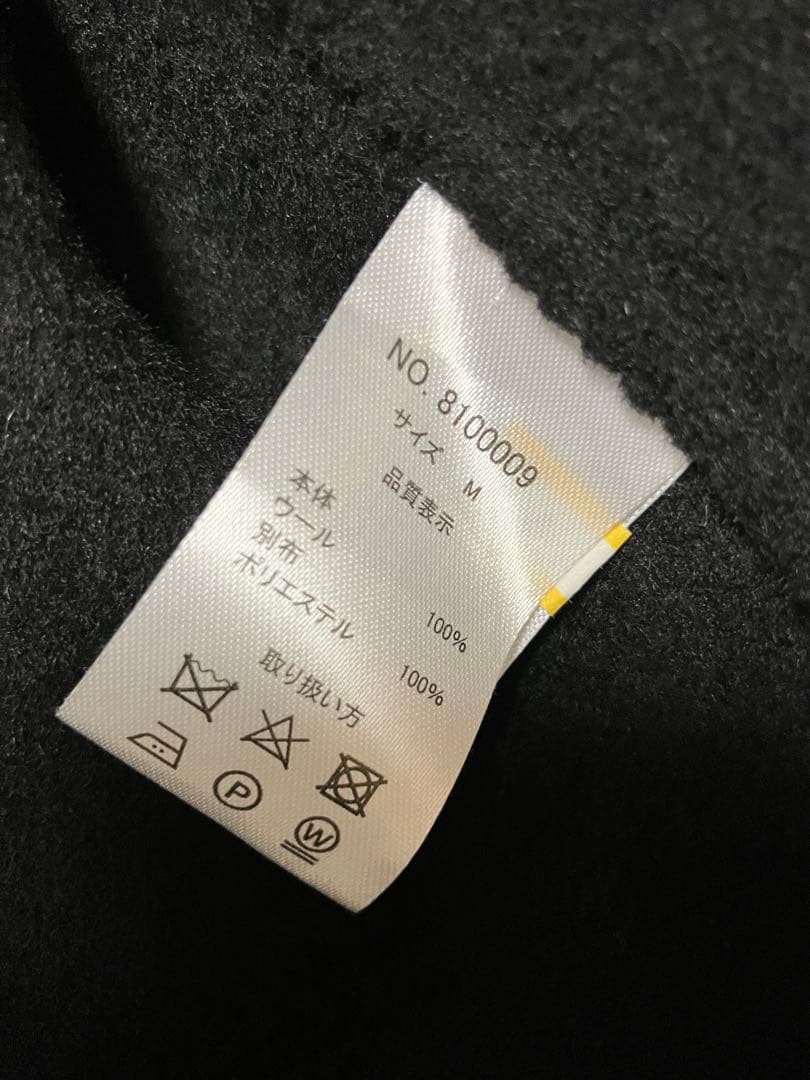 NO. 8100009
サイズ M
品質表示
本体
ウール 100%
別布
ポリエステル 100%
取り扱い方
P
W